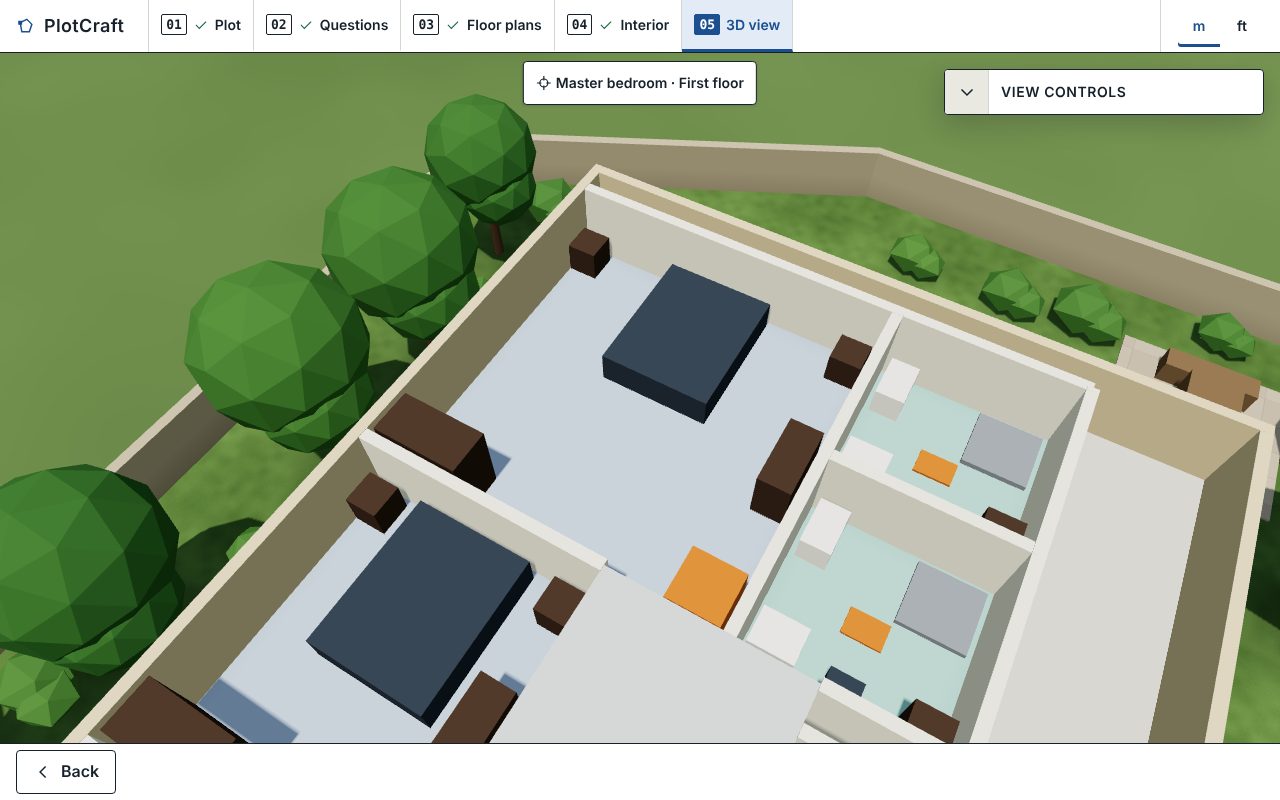 PlotCraft
01 Plot
02 Questions
03 Floor plans
04 Interior
05 3D view
m
ft
Master bedroom · First floor
VIEW CONTROLS
Back